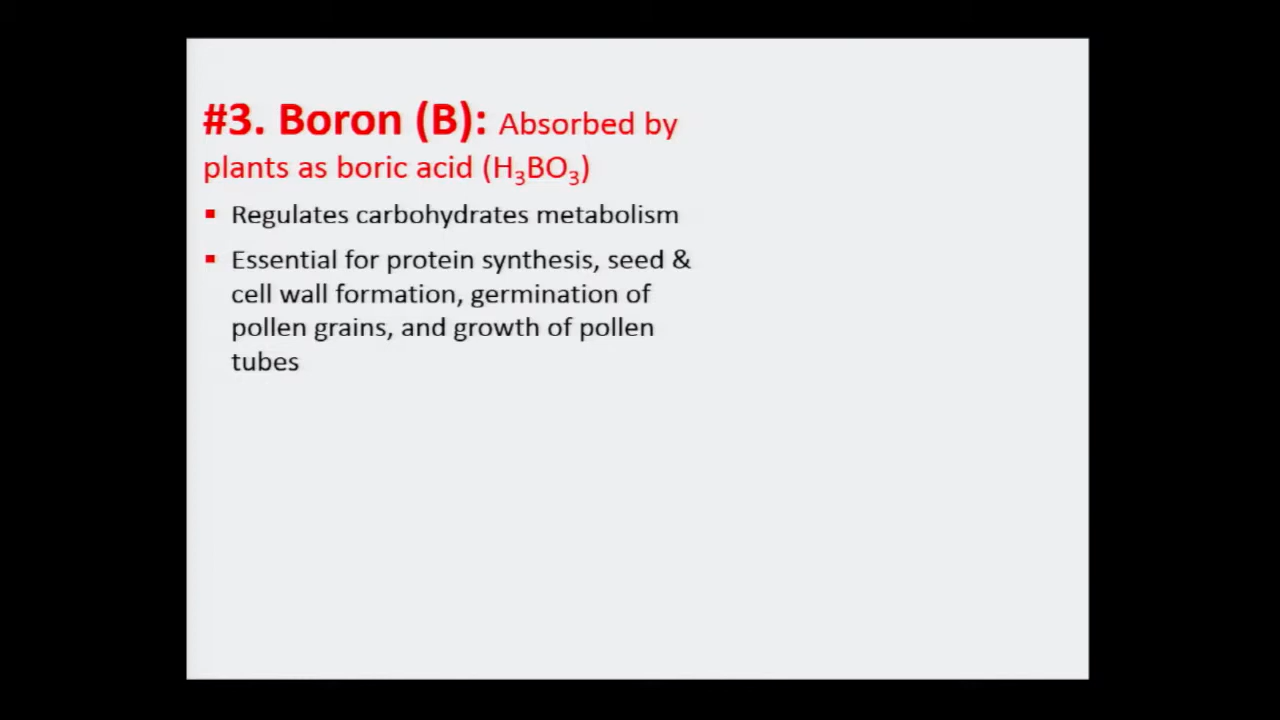 #3. Boron (B): Absorbed by
plants as boric acid (H₃BO₃)
▪ Regulates carbohydrates metabolism
▪ Essential for protein synthesis, seed &
cell wall formation, germination of
pollen grains, and growth of pollen
tubes